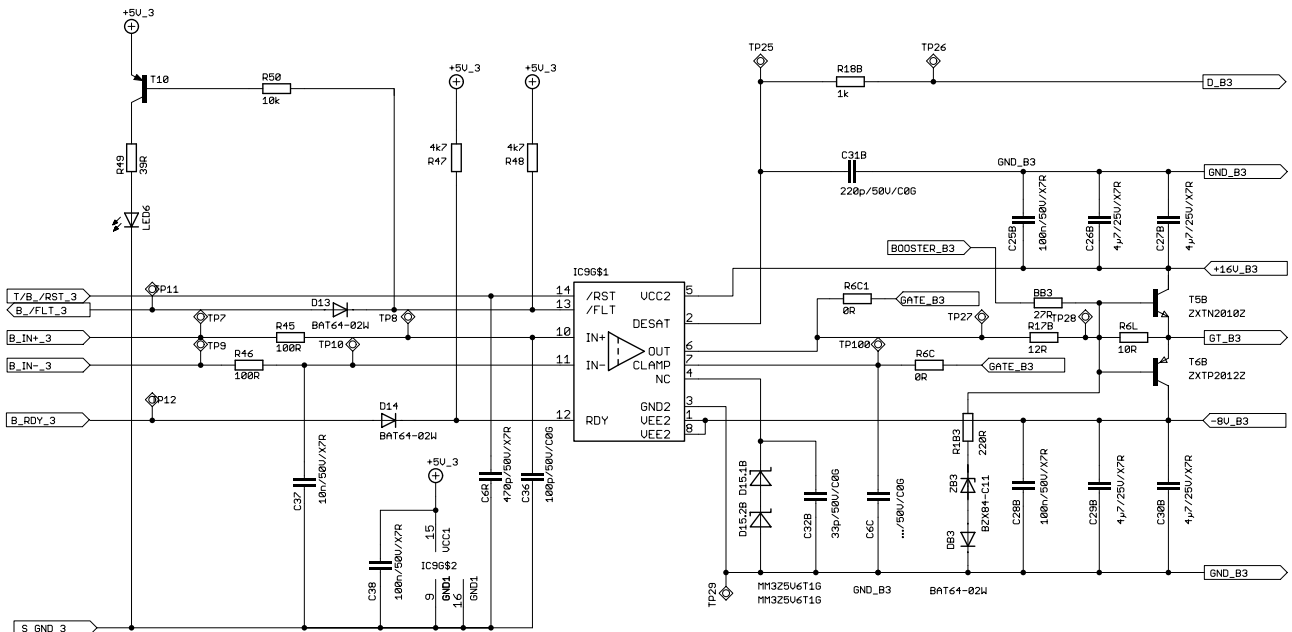 +5V_3
T10
R50
10k
R49
39R
LED6
+5V_3
4k7
R47
+5V_3
4k7
R48
TP25
TP26
R18B
1k
D_B3
C31B
220p/50V/C0G
GND_B3
GND_B3
C25B
100n/50V/X7R
C26B
4µ7/25V/X7R
C27B
4µ7/25V/X7R
BOOSTER_B3
+16V_B3
IC9G$1
T/B_/RST_3
TP11
14
/RST
VCC2
5
B_/FLT_3
D13
BAT64-02W
13
/FLT
DESAT
2
R6C1
0R
GATE_B3
BB3
27R
T5B
ZXTN2010Z
TP7
TP8
B_IN+_3
R45
100R
10
IN+
OUT
6
TP27
TP28
R17B
12R
R6L
10R
GT_B3
TP9
TP10
B_IN-_3
R46
100R
11
IN-
CLAMP
7
TP100
R6C
0R
GATE_B3
T6B
ZXTP2012Z
NC
4
GND2
3
TP12
B_RDY_3
D14
BAT64-02W
12
RDY
VEE2
1
VEE2
8
-8V_B3
R1B3
220R
C37
10n/50V/X7R
+5V_3
C6R
470p/50V/X7R
C36
100p/50V/C0G
D15.1B
D15.2B
C32B
33p/50V/C0G
C6C
.../50V/C0G
ZB3
BZX84-C11
DB3
C28B
100n/50V/X7R
C29B
4µ7/25V/X7R
C30B
4µ7/25V/X7R
15
VCC1
IC9G$2
C38
100n/50V/X7R
9
GND1
16
GND1
TP29
MM3Z5V6T1G
MM3Z5V6T1G
GND_B3
BAT64-02W
GND_B3
S_GND_3